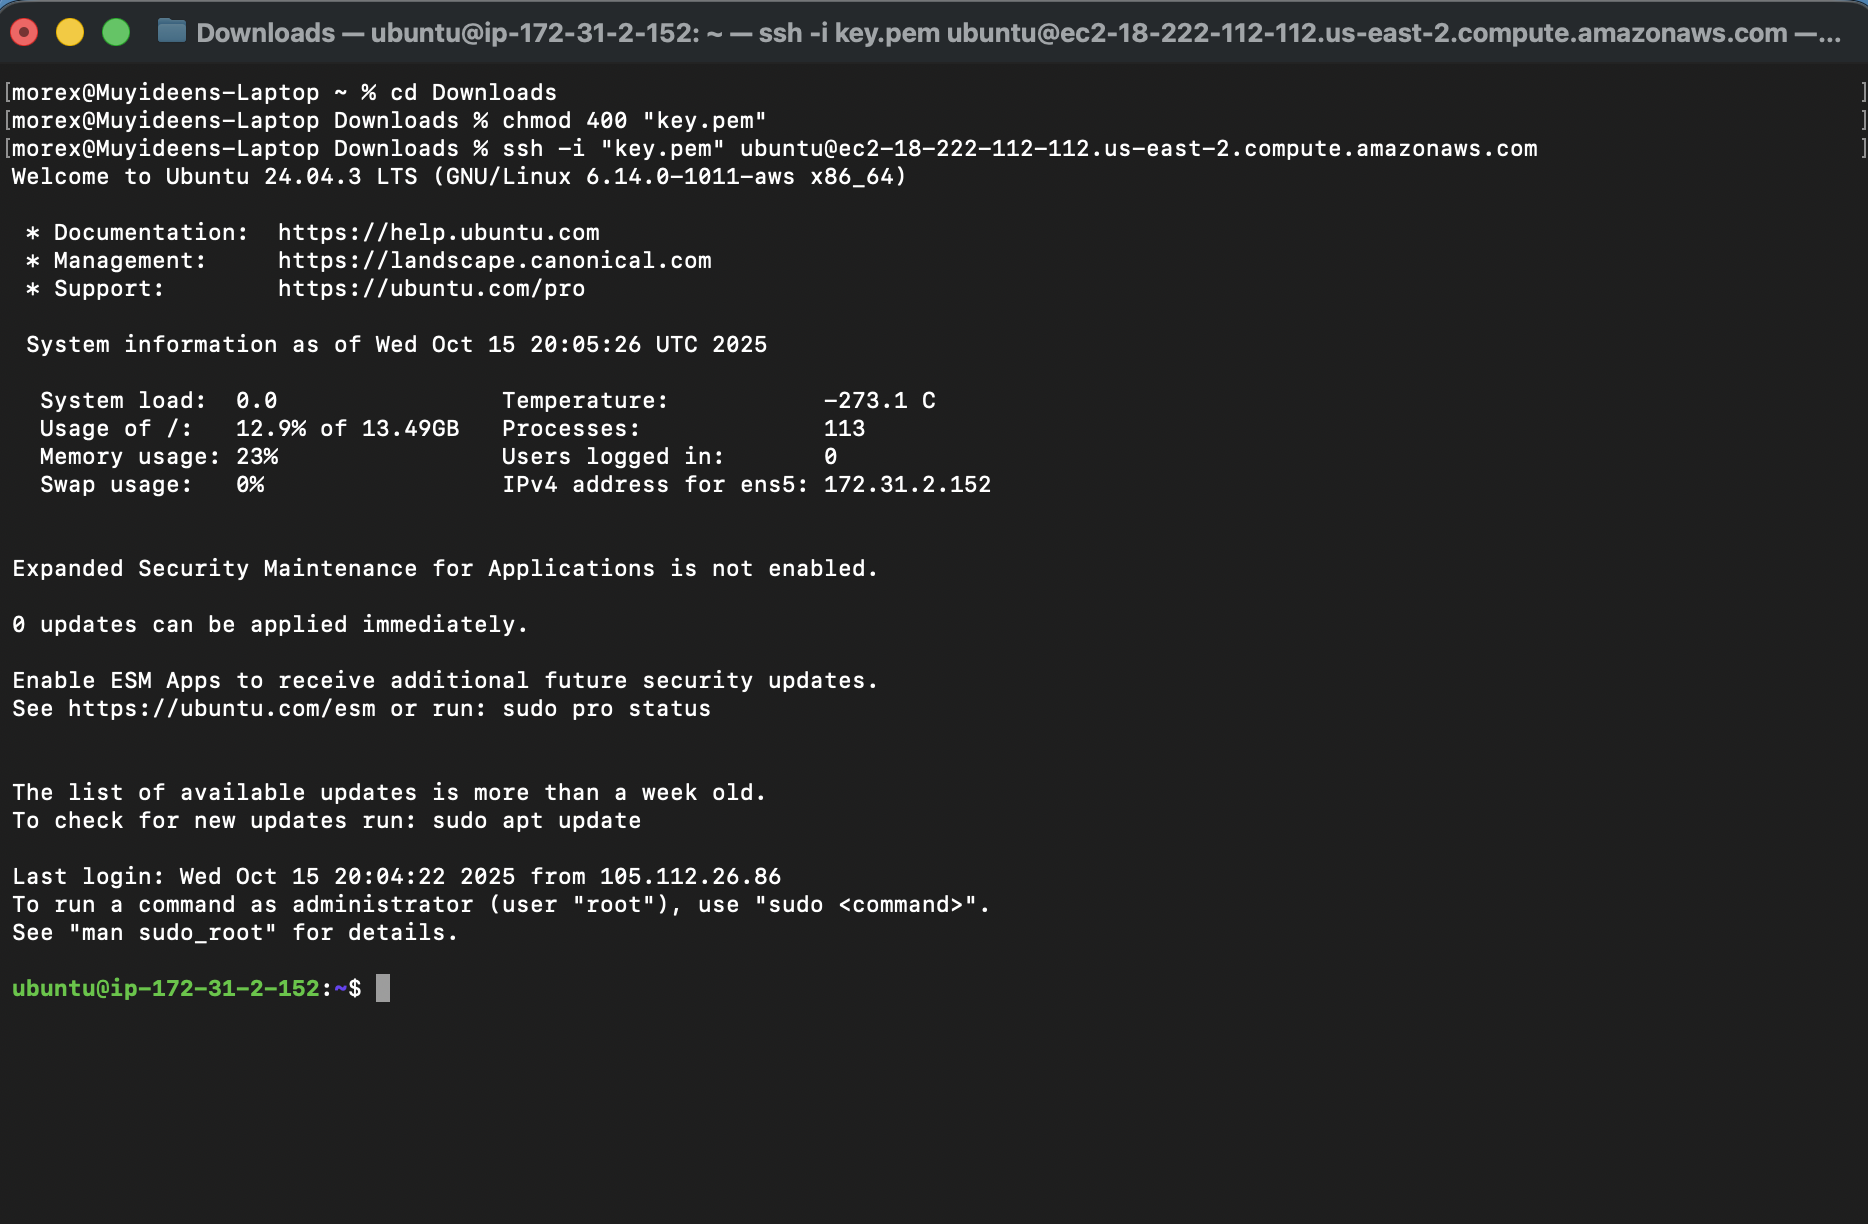 Downloads — ubuntu@ip-172-31-2-152: ~ — ssh -i key.pem ubuntu@ec2-18-222-112-112.us-east-2.compute.amazonaws.com —...
[morex@Muyideens-Laptop ~ % cd Downloads ]
[morex@Muyideens-Laptop Downloads % chmod 400 "key.pem" ]
[morex@Muyideens-Laptop Downloads % ssh -i "key.pem" ubuntu@ec2-18-222-112-112.us-east-2.compute.amazonaws.com ]
Welcome to Ubuntu 24.04.3 LTS (GNU/Linux 6.14.0-1011-aws x86_64)
* Documentation: https://help.ubuntu.com
* Management: https://landscape.canonical.com
* Support: https://ubuntu.com/pro
System information as of Wed Oct 15 20:05:26 UTC 2025
System load: 0.0 Temperature: -273.1 C
Usage of /: 12.9% of 13.49GB Processes: 113
Memory usage: 23% Users logged in: 0
Swap usage: 0% IPv4 address for ens5: 172.31.2.152
Expanded Security Maintenance for Applications is not enabled.
0 updates can be applied immediately.
Enable ESM Apps to receive additional future security updates.
See https://ubuntu.com/esm or run: sudo pro status
The list of available updates is more than a week old.
To check for new updates run: sudo apt update
Last login: Wed Oct 15 20:04:22 2025 from 105.112.26.86
To run a command as administrator (user "root"), use "sudo <command>".
See "man sudo_root" for details.
ubuntu@ip-172-31-2-152:~$